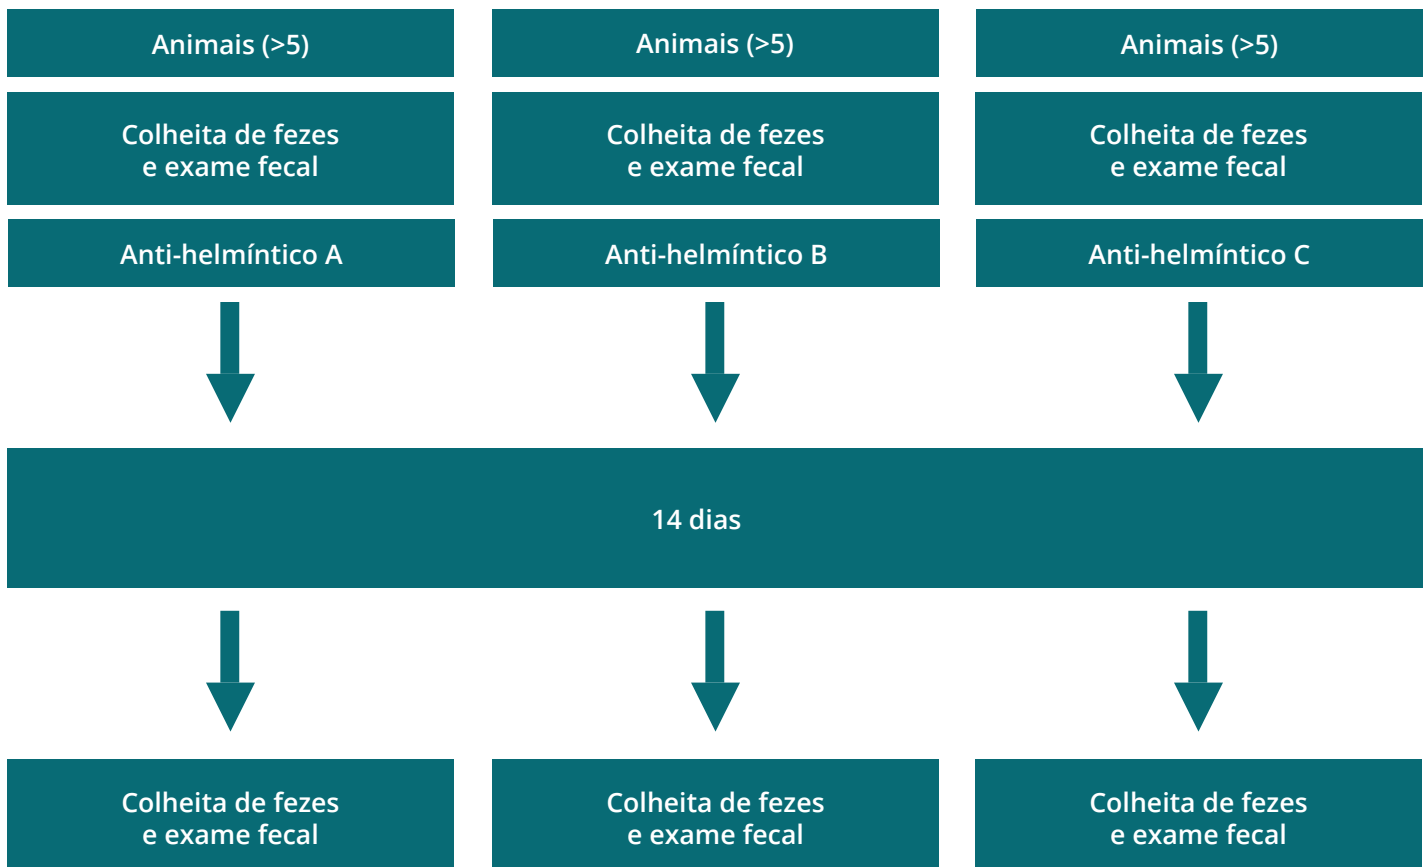 Animais (>5)
Animais (>5)
Animais (>5)
Colheita de fezes
e exame fecal
Colheita de fezes
e exame fecal
Colheita de fezes
e exame fecal
Anti-helmíntico A
Anti-helmíntico B
Anti-helmíntico C
14 dias
Colheita de fezes
e exame fecal
Colheita de fezes
e exame fecal
Colheita de fezes
e exame fecal